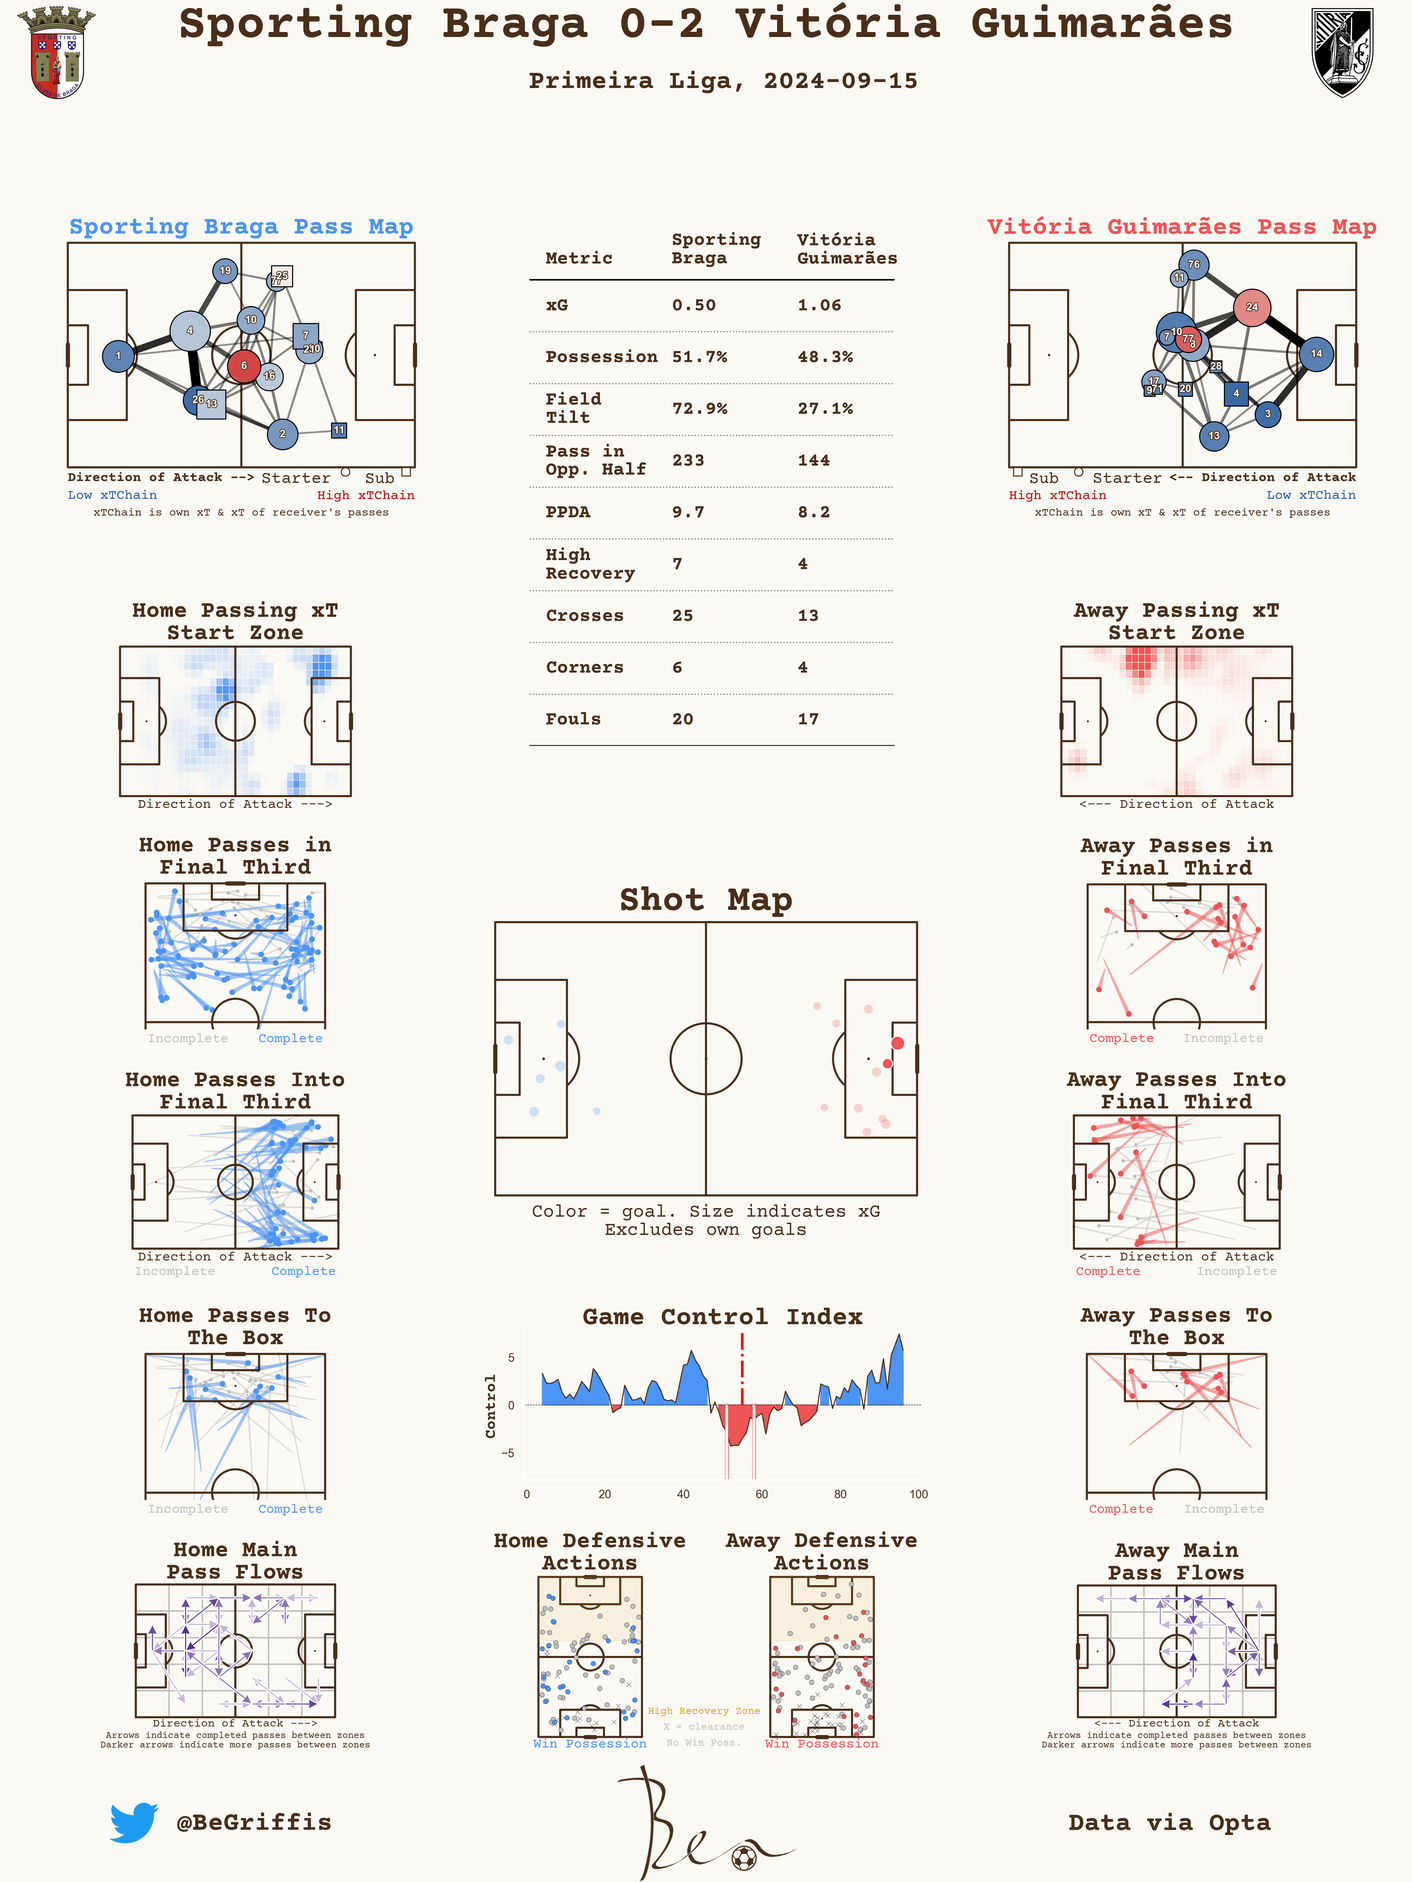 Sporting Braga 0-2 Vitória Guimarães
Primeira Liga, 2024-09-15
SPORTING
Sporting Braga Pass Map
19
25
4
10
7
1
6
16
26
13
2
11
Direction of Attack -->
Starter
Sub
Low xTChain
High xTChain
xTChain is own xT & xT of receiver's passes
Metric
Sporting
Braga
Vitória
Guimarães
xG 0.50 1.06
Possession 51.7% 48.3%
Field
Tilt 72.9% 27.1%
Pass in
Opp. Half 233 144
PPDA 9.7 8.2
High
Recovery 7 4
Crosses 25 13
Corners 6 4
Fouls 20 17
Vitória Guimarães Pass Map
76
11
24
10
7
77
8
14
28
17
20
4
3
13
Sub
Starter
<-- Direction of Attack
High xTChain
Low xTChain
xTChain is own xT & xT of receiver's passes
Home Passing xT
Start Zone
Direction of Attack --->
Away Passing xT
Start Zone
<--- Direction of Attack
Home Passes in
Final Third
Incomplete
Complete
Away Passes in
Final Third
Complete
Incomplete
Shot Map
Color = goal. Size indicates xG
Excludes own goals
Home Passes Into
Final Third
Direction of Attack --->
Incomplete
Complete
Away Passes Into
Final Third
<--- Direction of Attack
Complete
Incomplete
Home Passes To
The Box
Incomplete
Complete
Game Control Index
Control
5
0
−5
0
20
40
60
80
100
Away Passes To
The Box
Complete
Incomplete
Home Main
Pass Flows
Direction of Attack --->
Arrows indicate completed passes between zones
Darker arrows indicate more passes between zones
Home Defensive
Actions
Win Possession
High Recovery Zone
X = clearance
No Win Poss.
Away Defensive
Actions
Win Possession
Away Main
Pass Flows
<--- Direction of Attack
Arrows indicate completed passes between zones
Darker arrows indicate more passes between zones
@BeGriffis
Ben
Data via Opta